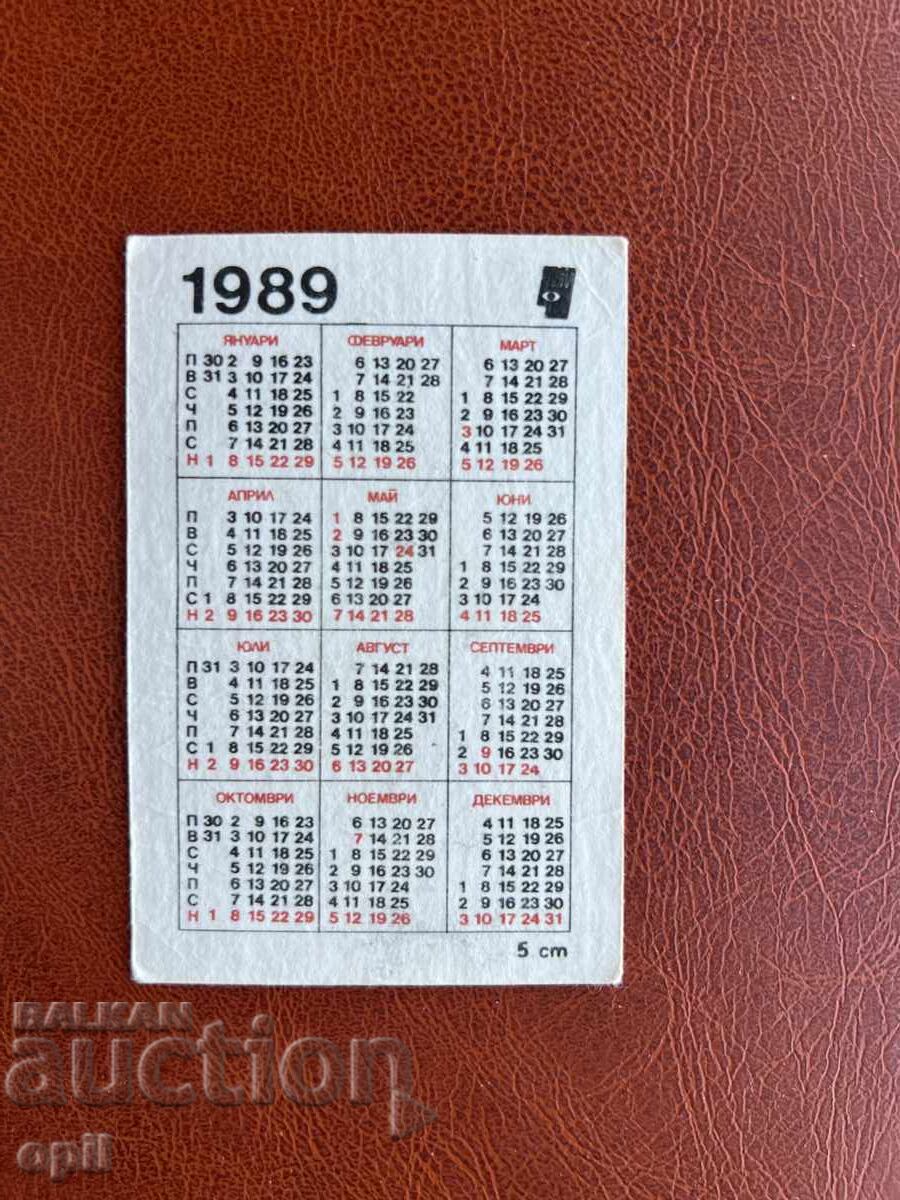 1989
ЯНУАРИ
П 30 2 9 16 23
В 31 3 10 17 24
С 4 11 18 25
Ч 5 12 19 26
П 6 13 20 27
С 7 14 21 28
Н 1 8 15 22 29
ФЕВРУАРИ
6 13 20 27
7 14 21 28
1 8 15 22
2 9 16 23
3 10 17 24
4 11 18 25
5 12 19 26
МАРТ
6 13 20 27
7 14 21 28
1 8 15 22 29
2 9 16 23 30
3 10 17 24 31
4 11 18 25
5 12 19 26
АПРИЛ
П 3 10 17 24
В 4 11 18 25
С 5 12 19 26
Ч 6 13 20 27
П 7 14 21 28
С 1 8 15 22 29
Н 2 9 16 23 30
МАЙ
1 8 15 22 29
2 9 16 23 30
3 10 17 24 31
4 11 18 25
5 12 19 26
6 13 20 27
7 14 21 28
ЮНИ
5 12 19 26
6 13 20 27
7 14 21 28
1 8 15 22 29
2 9 16 23 30
3 10 17 24
4 11 18 25
ЮЛИ
П 31 3 10 17 24
В 4 11 18 25
С 5 12 19 26
Ч 6 13 20 27
П 7 14 21 28
С 1 8 15 22 29
Н 2 9 16 23 30
АВГУСТ
7 14 21 28
1 8 15 22 29
2 9 16 23 30
3 10 17 24 31
4 11 18 25
5 12 19 26
6 13 20 27
СЕПТЕМВРИ
4 11 18 25
5 12 19 26
6 13 20 27
7 14 21 28
1 8 15 22 29
2 9 16 23 30
3 10 17 24
ОКТОМВРИ
П 30 2 9 16 23
В 31 3 10 17 24
С 4 11 18 25
Ч 5 12 19 26
П 6 13 20 27
С 7 14 21 28
Н 1 8 15 22 29
НОЕМВРИ
6 13 20 27
7 14 21 28
1 8 15 22 29
2 9 16 23 30
3 10 17 24
4 11 18 25
5 12 19 26
ДЕКЕМВРИ
4 11 18 25
5 12 19 26
6 13 20 27
7 14 21 28
1 8 15 22 29
2 9 16 23 30
3 10 17 24 31
5 cm
BALKAN
auction
opil